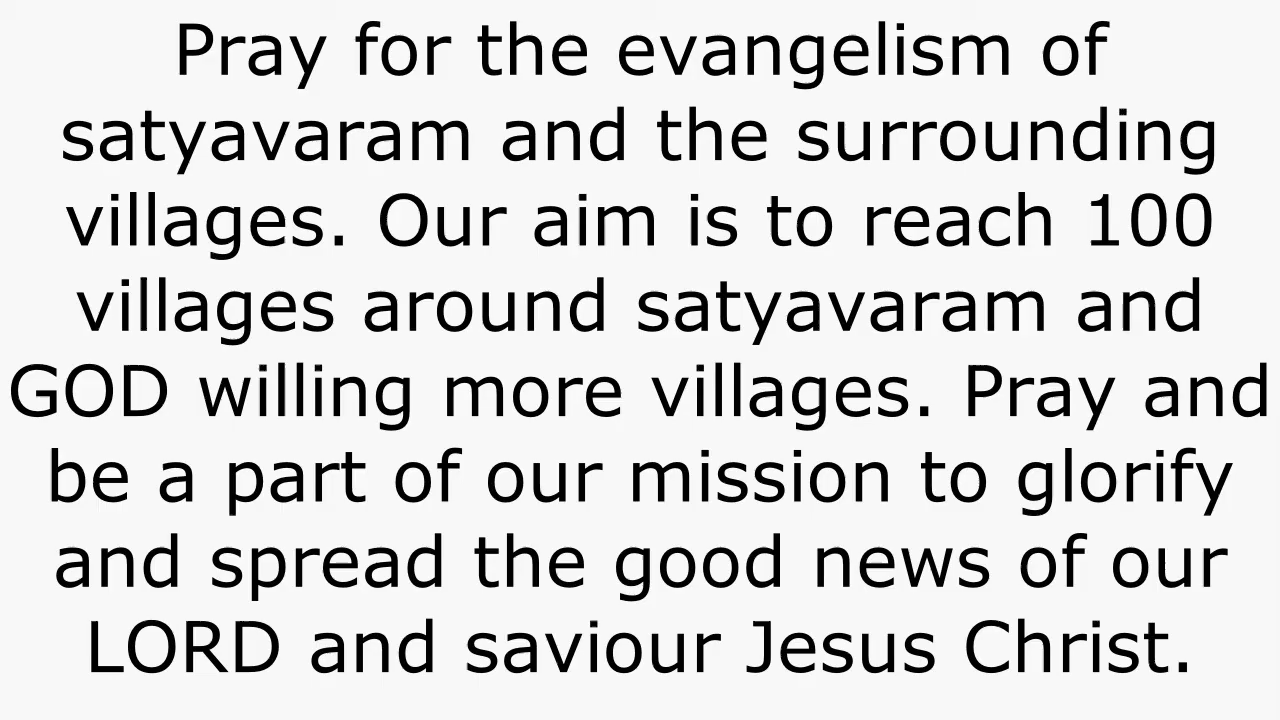 Pray for the evangelism of
satyavaram and the surrounding
villages. Our aim is to reach 100
villages around satyavaram and
GOD willing more villages. Pray and
be a part of our mission to glorify
and spread the good news of our
LORD and saviour Jesus Christ.